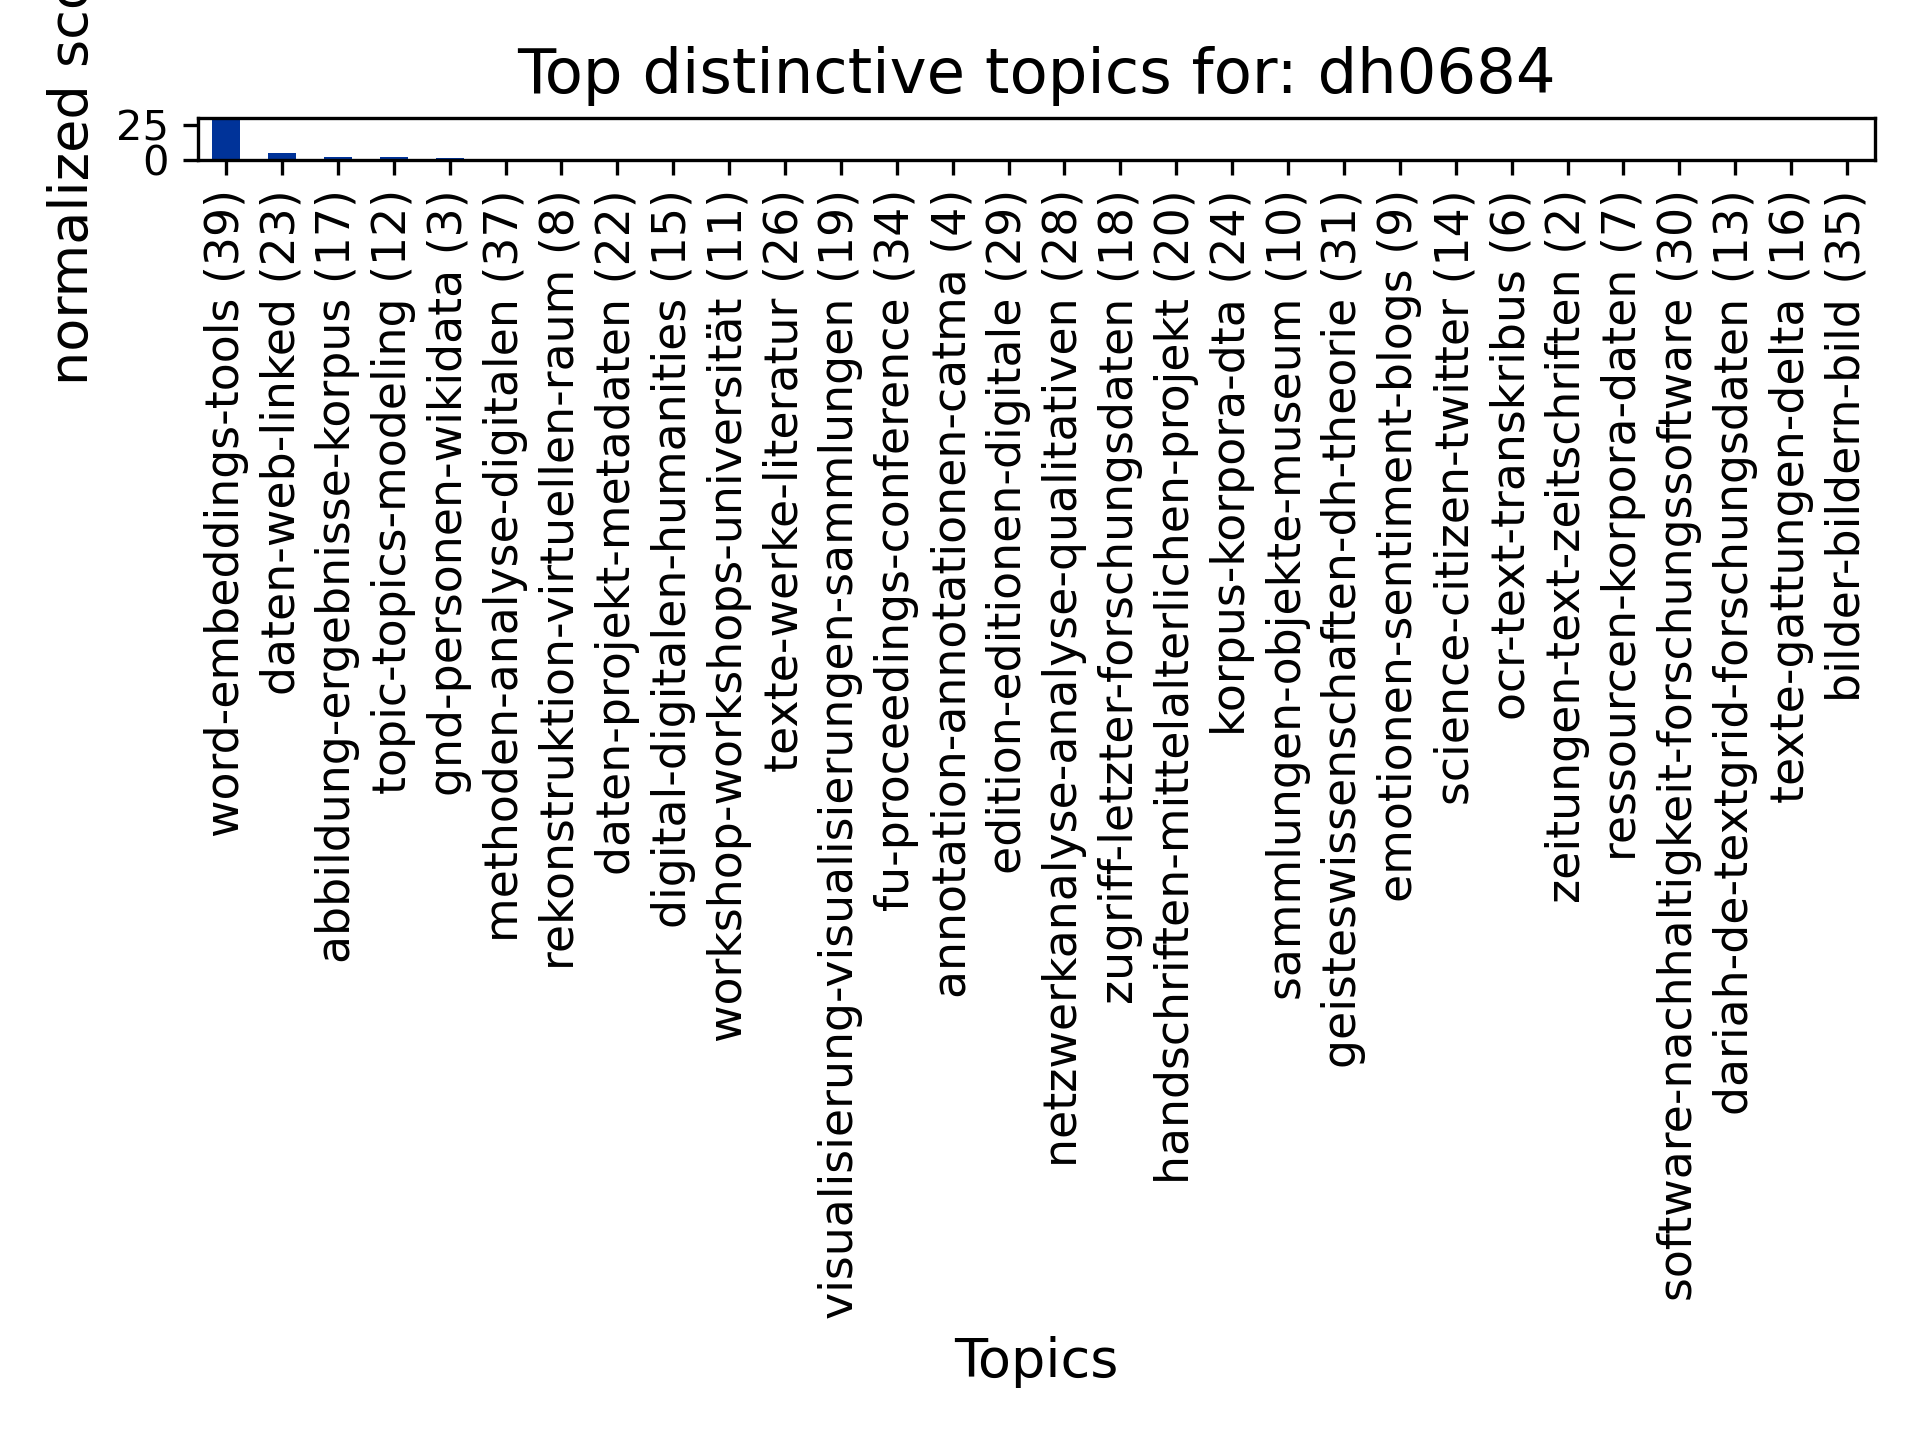 Top distinctive topics for: dh0684
normalized
25
0
word-embeddings-tools (39)
daten-web-linked (23)
abbildung-ergebnisse-korpus (17)
topic-topics-modeling (12)
gnd-personen-wikidata (3)
methoden-analyse-digitalen (37)
rekonstruktion-virtuellen-raum (8)
daten-projekt-metadaten (22)
digital-digitalen-humanities (15)
workshop-workshops-universität (11)
texte-werke-literatur (26)
visualisierung-visualisierungen-sammlungen (19)
fu-proceedings-conference (34)
annotation-annotationen-catma (4)
edition-editionen-digitale (29)
netzwerkanalyse-analyse-qualitativen (28)
zugriff-letzter-forschungsdaten (18)
handschriften-mittelalterlichen-projekt (20)
korpus-korpora-dta (24)
sammlungen-objekte-museum (10)
geisteswissenschaften-dh-theorie (31)
emotionen-sentiment-blogs (9)
science-citizen-twitter (14)
ocr-text-transkribus (6)
zeitungen-text-zeitschriften (2)
ressourcen-korpora-daten (7)
software-nachhaltigkeit-forschungssoftware (30)
dariah-de-textgrid-forschungsdaten (13)
texte-gattungen-delta (16)
bilder-bildern-bild (35)
Topics